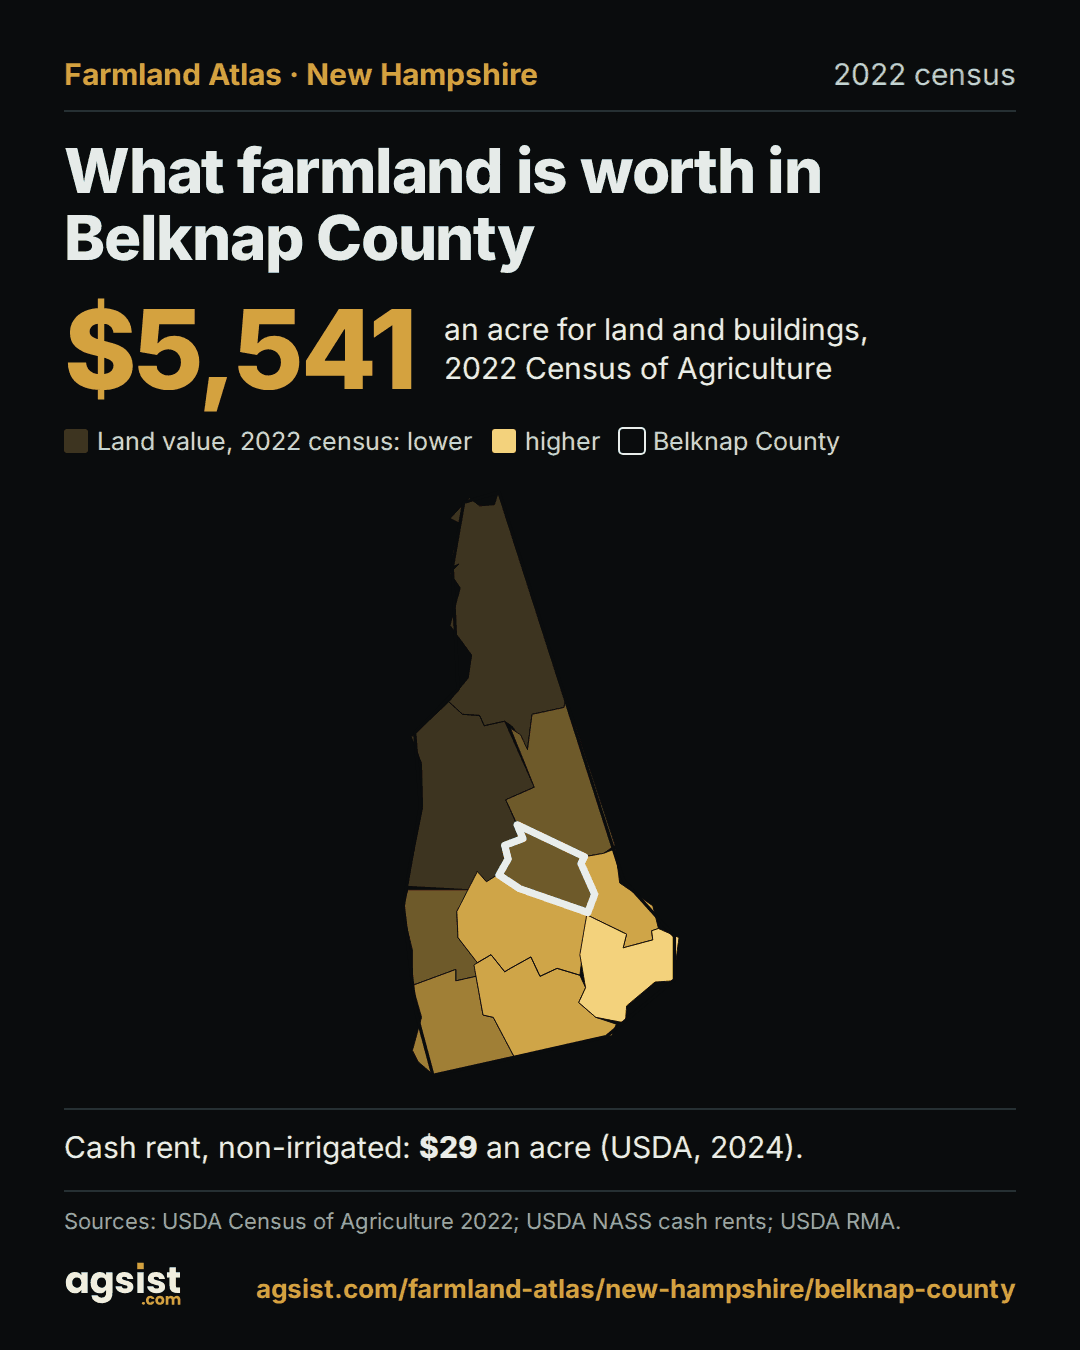 Farmland Atlas · New Hampshire
2022 census
What farmland is worth in
Belknap County
$5,541
an acre for land and buildings,
2022 Census of Agriculture
Land value, 2022 census: lower
higher
Belknap County
Cash rent, non-irrigated: $29 an acre (USDA, 2024).
Sources: USDA Census of Agriculture 2022; USDA NASS cash rents; USDA RMA.
agsist
.com
agsist.com/farmland-atlas/new-hampshire/belknap-county